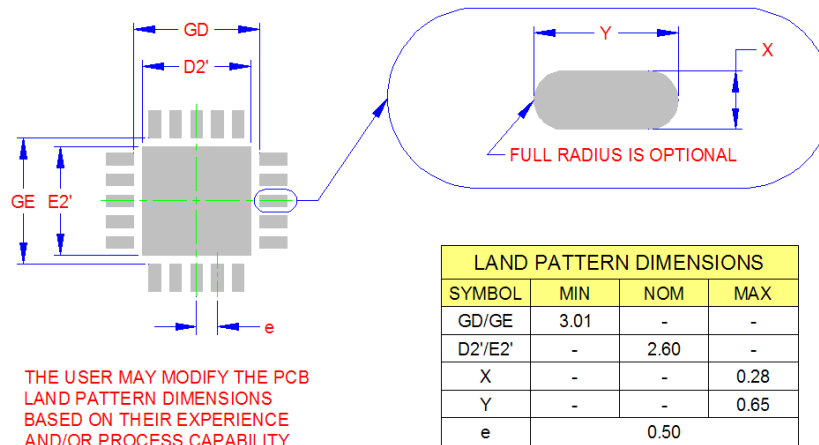 GD
D2'
GE
E2'
e
Y
X
FULL RADIUS IS OPTIONAL
LAND PATTERN DIMENSIONS
SYMBOL MIN NOM MAX
GD/GE 3.01 - -
D2'/E2' - 2.60 -
X - - 0.28
Y - - 0.65
e 0.50
THE USER MAY MODIFY THE PCB
LAND PATTERN DIMENSIONS
BASED ON THEIR EXPERIENCE
AND/OR PROCESS CAPABILITY